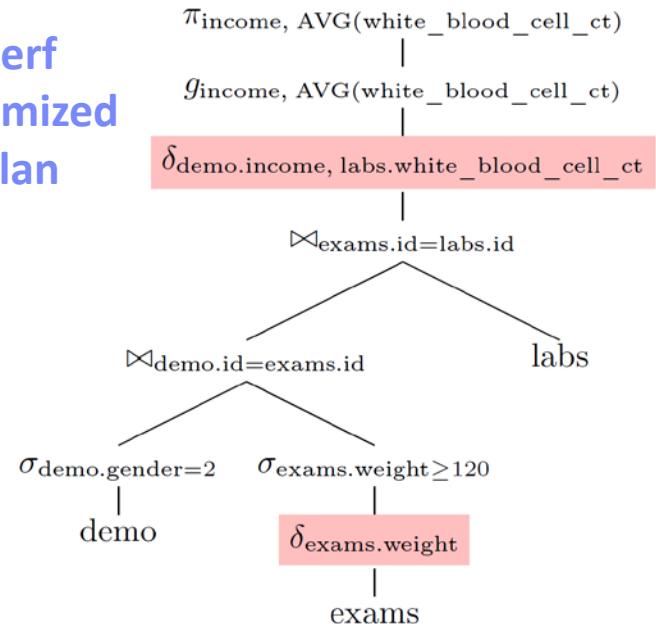 πincome, AVG(white_blood_cell_ct)
erf
gincome, AVG(white_blood_cell_ct)
mized
lan
δdemo.income, labs.white_blood_cell_ct
⋈exams.id=labs.id
⋈demo.id=exams.id
labs
σdemo.gender=2 σexams.weight≥120
demo
δexams.weight
exams